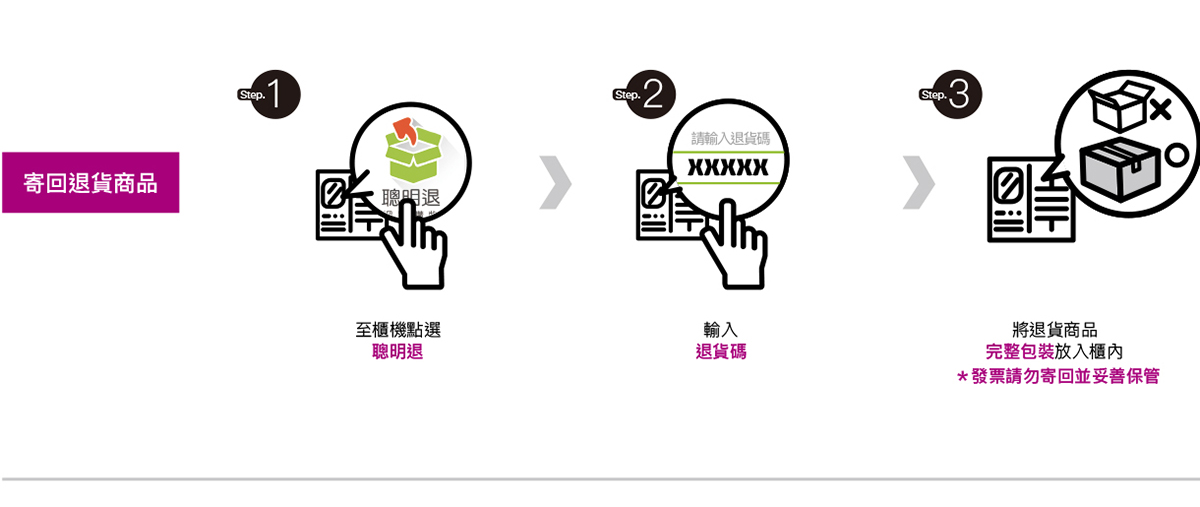 寄回退貨商品
Step. 1
聰明退
至櫃機點選
聰明退
Step. 2
請輸入退貨碼
XXXXX
輸入
退貨碼
Step. 3
將退貨商品
完整包裝放入櫃內
＊發票請勿寄回並妥善保管